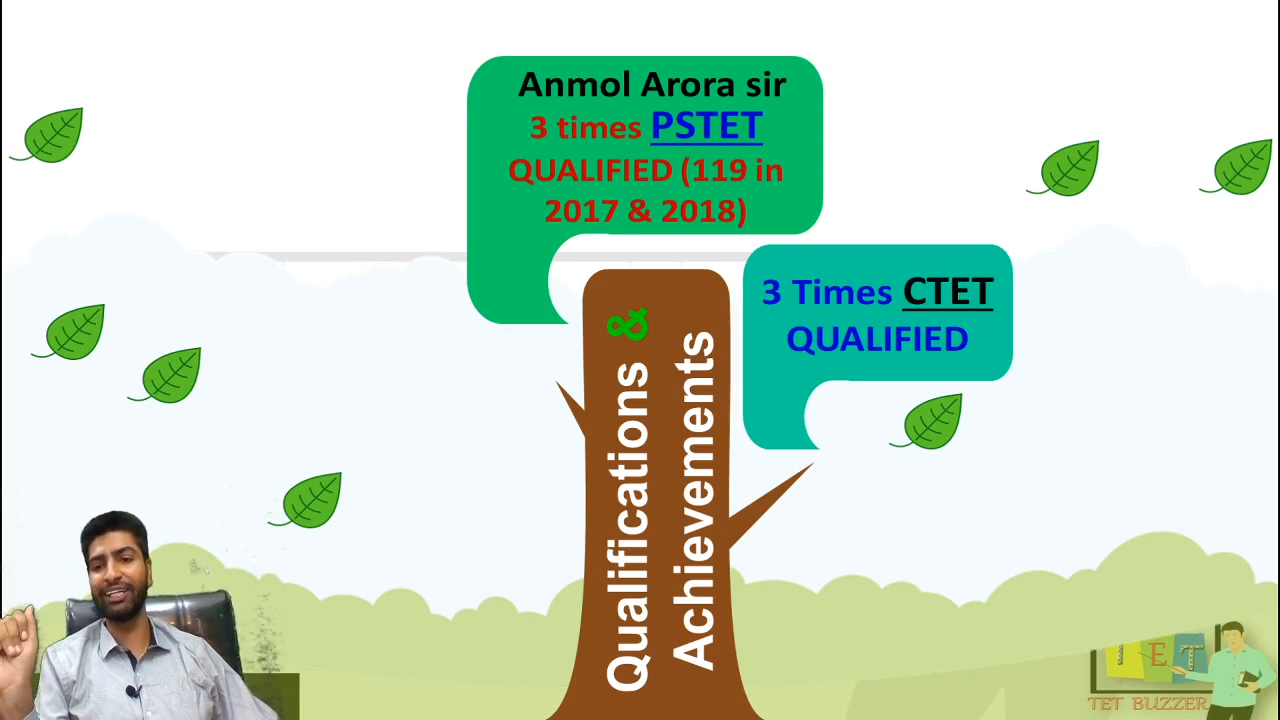 Anmol Arora sir
3 times PSTET
QUALIFIED (119 in
2017 & 2018)
3 Times CTET
QUALIFIED
Qualifications &
Achievements
TET
TET BUZZER